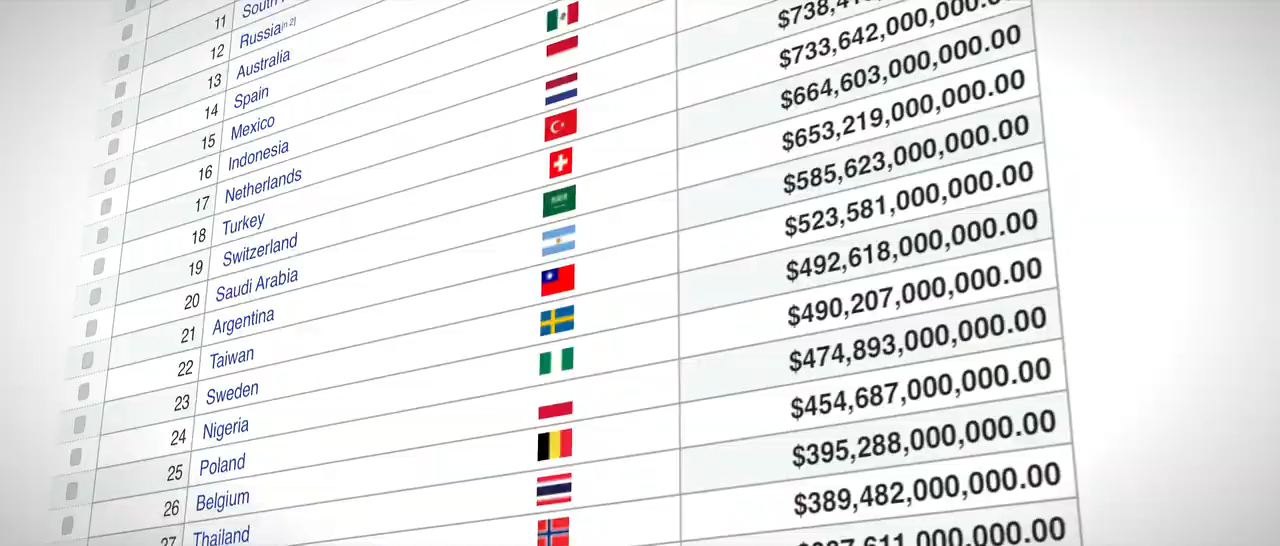 11
12 Russia[n 2]
13 Australia
14 Spain
15 Mexico
16 Indonesia
17 Netherlands
18 Turkey $733,642,000,000.00
19 Switzerland $664,603,000,000.00
20 Saudi Arabia $653,219,000,000.00
21 Argentina $585,623,000,000.00
22 Taiwan $523,581,000,000.00
23 Sweden $492,618,000,000.00
24 Nigeria $490,207,000,000.00
25 Poland $474,893,000,000.00
26 Belgium $454,687,000,000.00
27 Thailand $395,288,000,000.00
$389,482,000,000.00